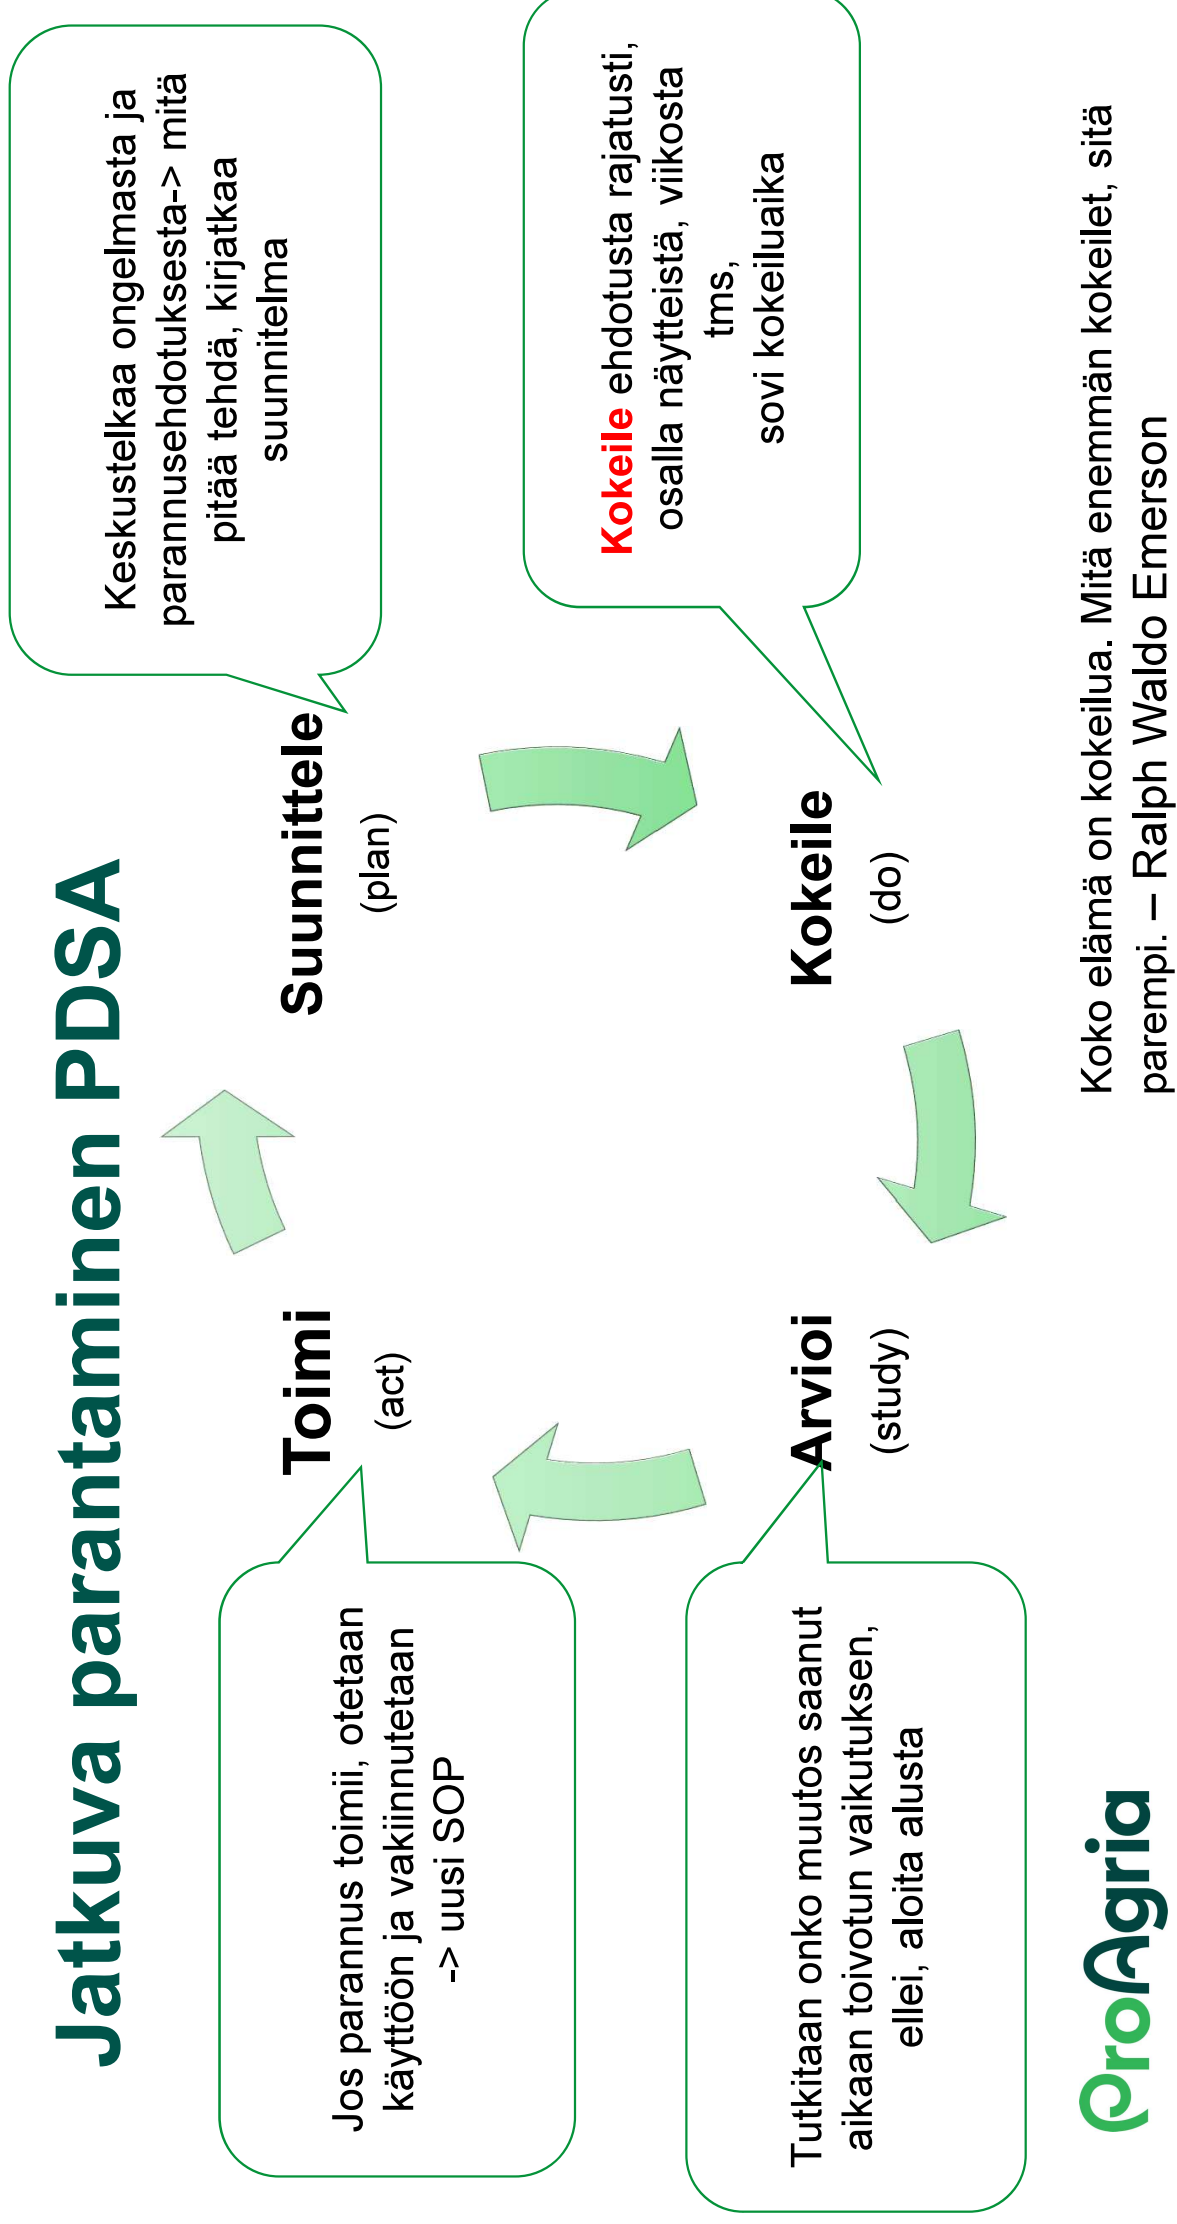 Jatkuva parantaminen PDSA
Jos parannus toimii, otetaan
käyttöön ja vakiinnutetaan
-> uusi SOP
Toimi
(act)
Suunnittele
(plan)
Keskustelkaa ongelmasta ja
parannusehdotuksesta-> mitä
pitää tehdä, kirjatkaa
suunnitelma
Tutkitaan onko muutos saanut
aikaan toivotun vaikutuksen,
ellei, aloita alusta
Arvioi
(study)
Kokeile
(do)
Kokeile ehdotusta rajatusti,
osalla näytteistä, viikosta
tms,
sovi kokeiluaika
Koko elämä on kokeilua. Mitä enemmän kokeilet, sitä
parempi. – Ralph Waldo Emerson
ProAgria